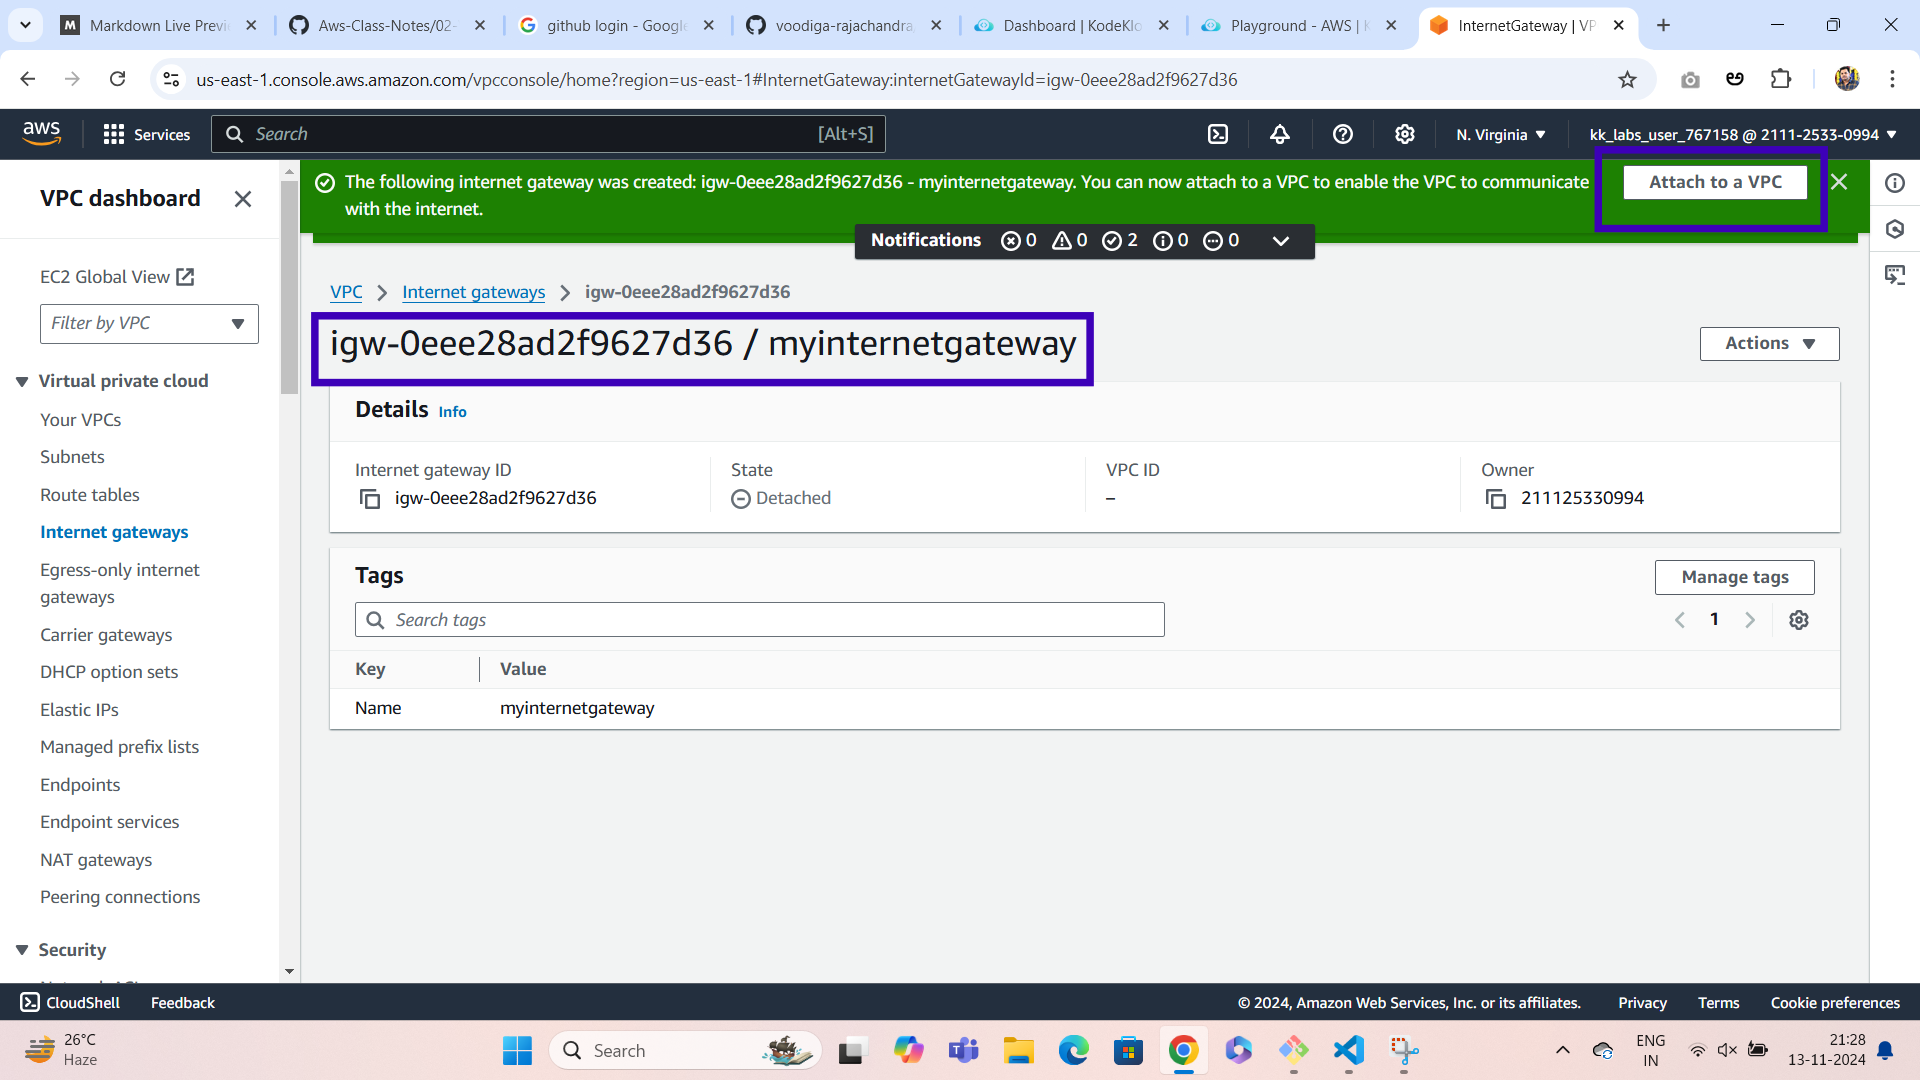 Markdown Live Previ
Aws-Class-Notes/02-
github login - Google
voodiga-rajachandra
Dashboard | KodeKlo
Playground - AWS | K
InternetGateway | VP
us-east-1.console.aws.amazon.com/vpcconsole/home?region=us-east-1#InternetGateway:internetGatewayId=igw-0eee28ad2f9627d36
aws
Services
Search
[Alt+S]
N. Virginia
kk_labs_user_767158 @ 2111-2533-0994
VPC dashboard
EC2 Global View
Filter by VPC
Virtual private cloud
Your VPCs
Subnets
Route tables
Internet gateways
Egress-only internet
gateways
Carrier gateways
DHCP option sets
Elastic IPs
Managed prefix lists
Endpoints
Endpoint services
NAT gateways
Peering connections
Security
The following internet gateway was created: igw-0eee28ad2f9627d36 - myinternetgateway. You can now attach to a VPC to enable the VPC to communicate
with the internet.
Attach to a VPC
Notifications 0 0 2 0 0
VPC > Internet gateways > igw-0eee28ad2f9627d36
igw-0eee28ad2f9627d36 / myinternetgateway
Actions
Details Info
Internet gateway ID
igw-0eee28ad2f9627d36
State
Detached
VPC ID
–
Owner
211125330994
Tags
Manage tags
Search tags
1
Key Value
Name myinternetgateway
CloudShell
Feedback
© 2024, Amazon Web Services, Inc. or its affiliates.
Privacy
Terms
Cookie preferences
26°C
Haze
Search
ENG
IN
21:28
13-11-2024